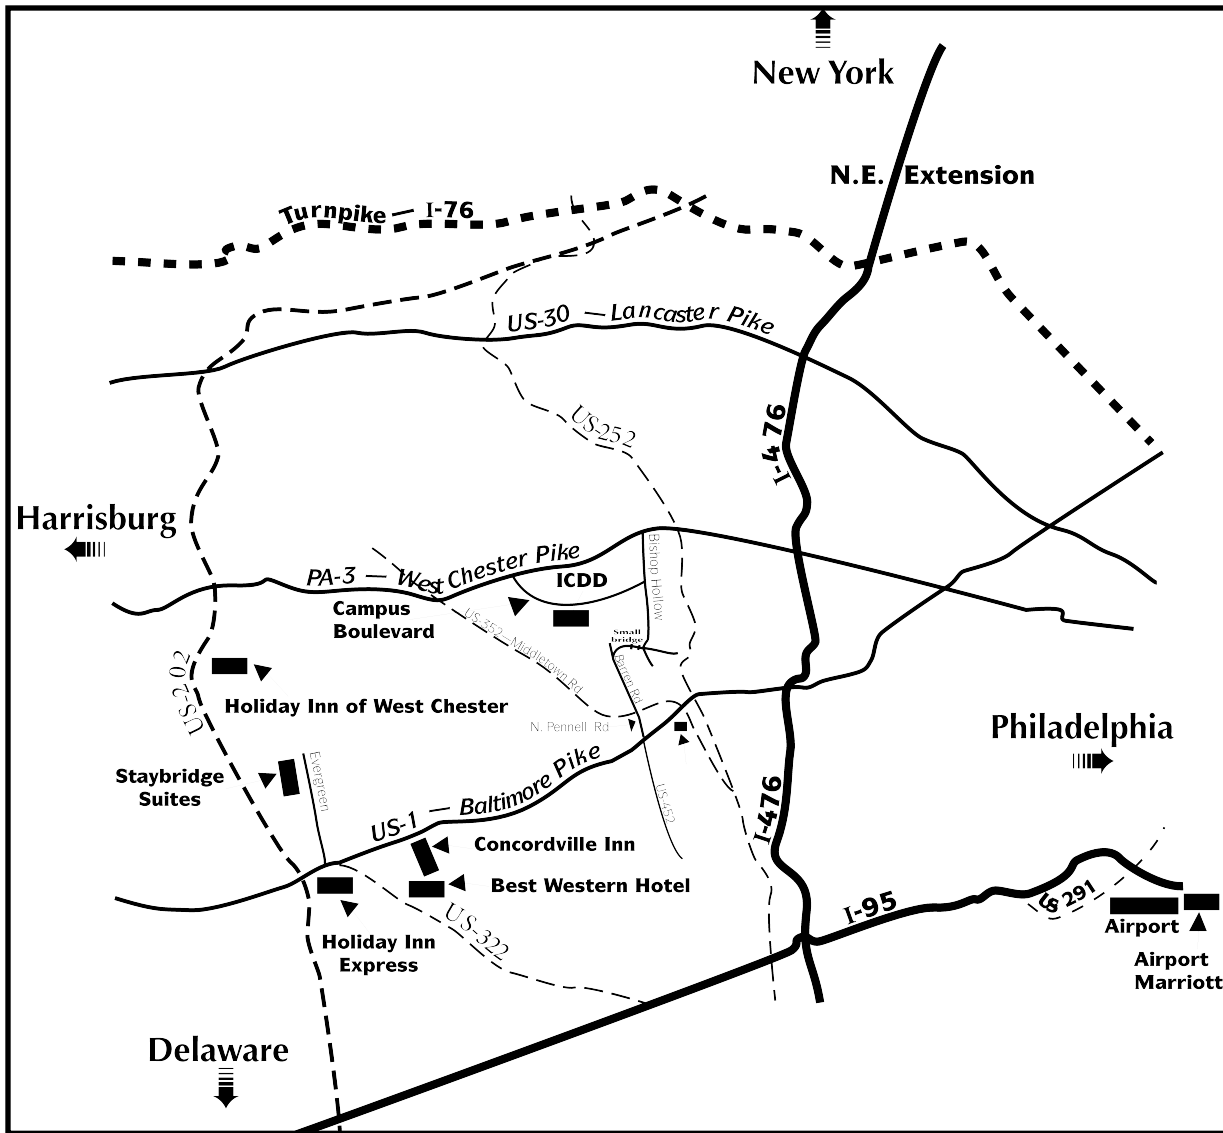 New York
N.E. Extension
Turnpike — I-76
US-30 — Lancaster Pike
I-476
US-252
Harrisburg
PA-3 — West Chester Pike
ICDD
Bishop Hollow
Campus
Boulevard
US-352—Middletown Rd
Small
bridge
Barren Rd
US-202
Holiday Inn of West Chester
N. Pennell Rd
Philadelphia
Staybridge
Suites
Evergreen
US-1 — Baltimore Pike
US-452
I-476
Concordville Inn
Best Western Hotel
US-322
I-95
US 291
Airport
Holiday Inn
Express
Airport
Marriott
Delaware